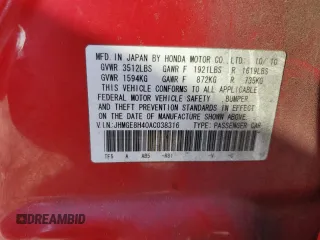 MFD. IN JAPAN BY HONDA MOTOR CO., LTD. 10/10
GVWR 3512LBS GAWR F 1921LBS R 1619LBS
GVWR 1594KG GAWR F 872KG R 735KG
THIS VEHICLE CONFORMS TO ALL APPLICABLE
FEDERAL MOTOR VEHICLE SAFETY, BUMPER,
AND THEFT PREVENTION STANDARDS IN EFFECT
ON THE DATE OF MANUFACTURE SHOWN ABOVE.
V.I.N:JHMGE8H40AC038316 TYPE: PASSENGER CAR
TF5 A
DREAMBID